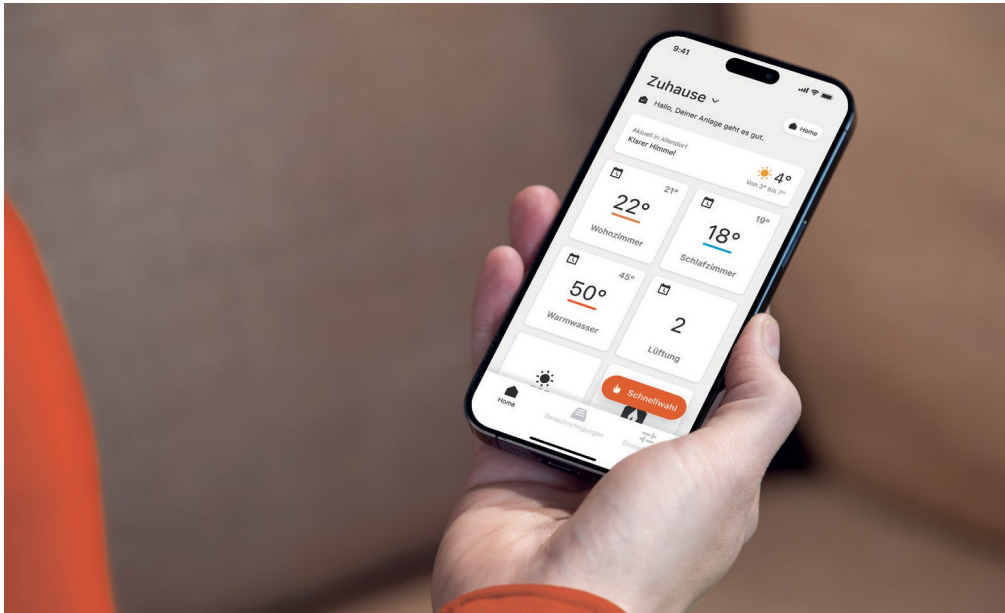 9:41
Zuhause
Hallo, Deiner Anlage geht es gut.
Home
Aktuell in Allendorf
Klarer Himmel
4°
Von 3° bis 7°
21°
22°
Wohnzimmer
19°
18°
Schlafzimmer
45°
50°
Warmwasser
2
Lüftung
Schnellwahl
Home
Benachrichtigungen